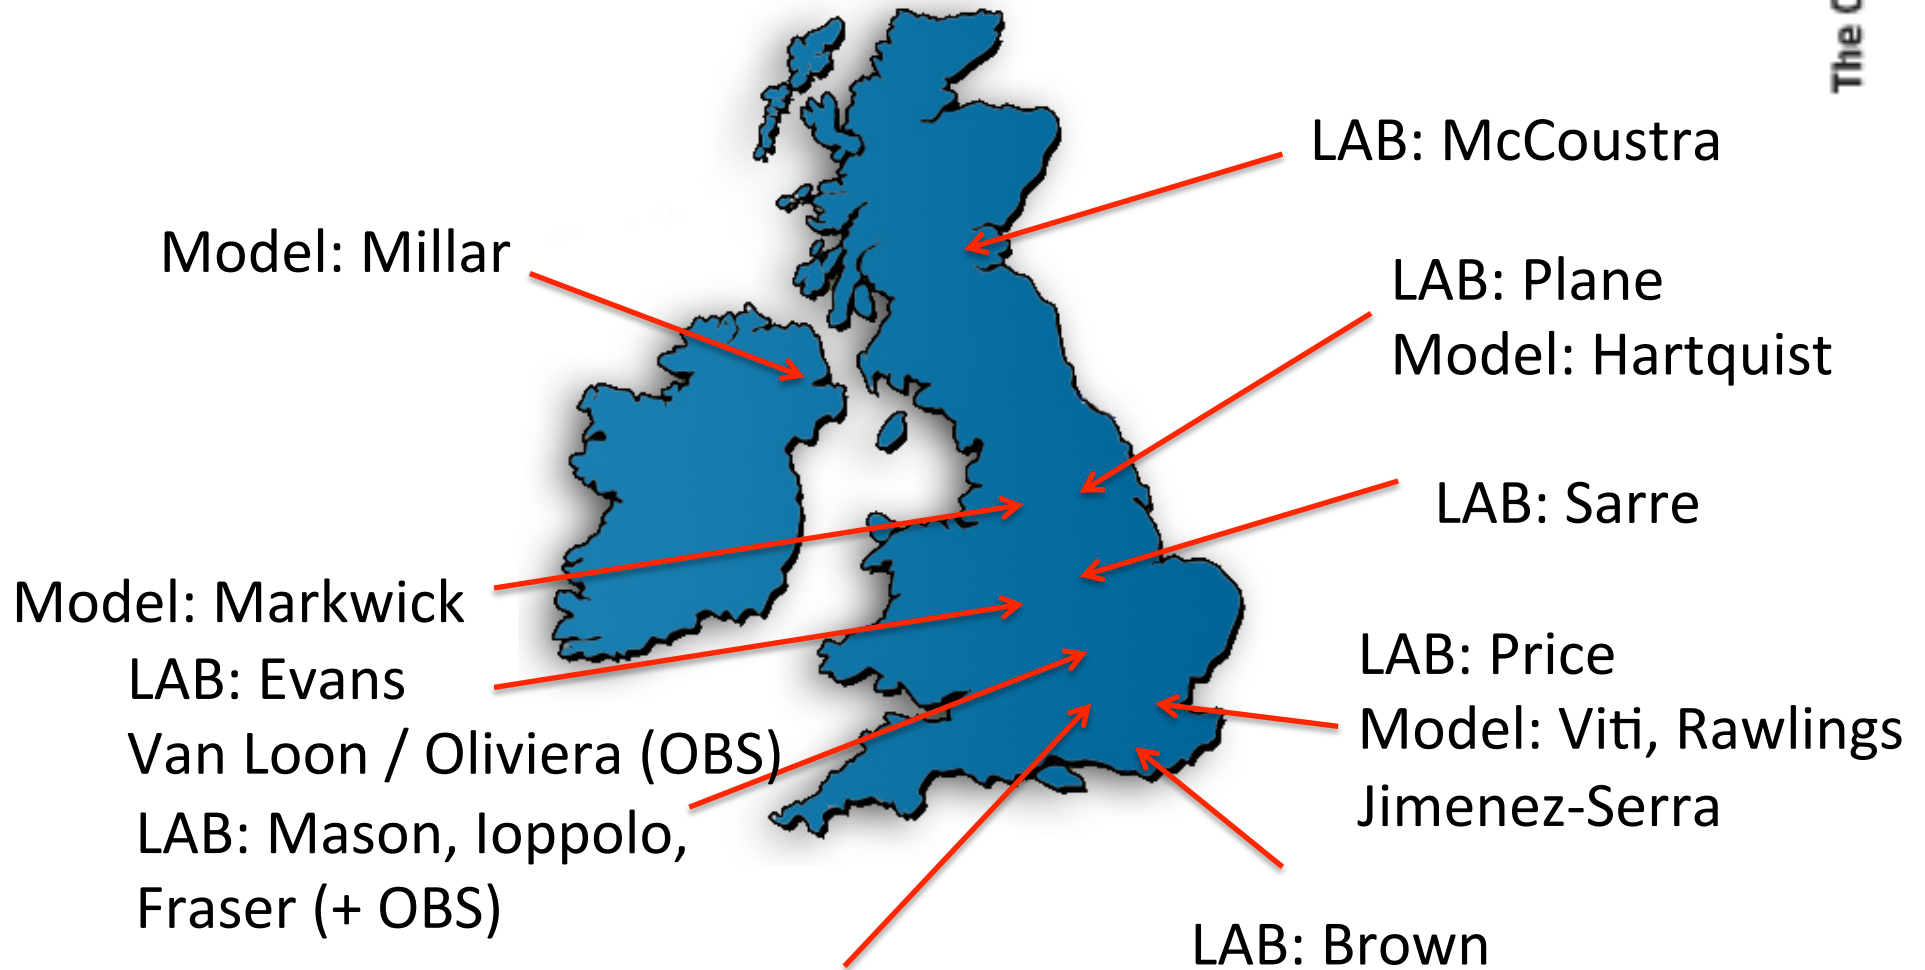 The
LAB: McCoustra
Model: Millar
LAB: Plane
Model: Hartquist
LAB: Sarre
Model: Markwick
LAB: Evans
Van Loon / Oliviera (OBS)
LAB: Mason, Ioppolo,
Fraser (+ OBS)
LAB: Price
Model: Viti, Rawlings
Jimenez-Serra
LAB: Brown